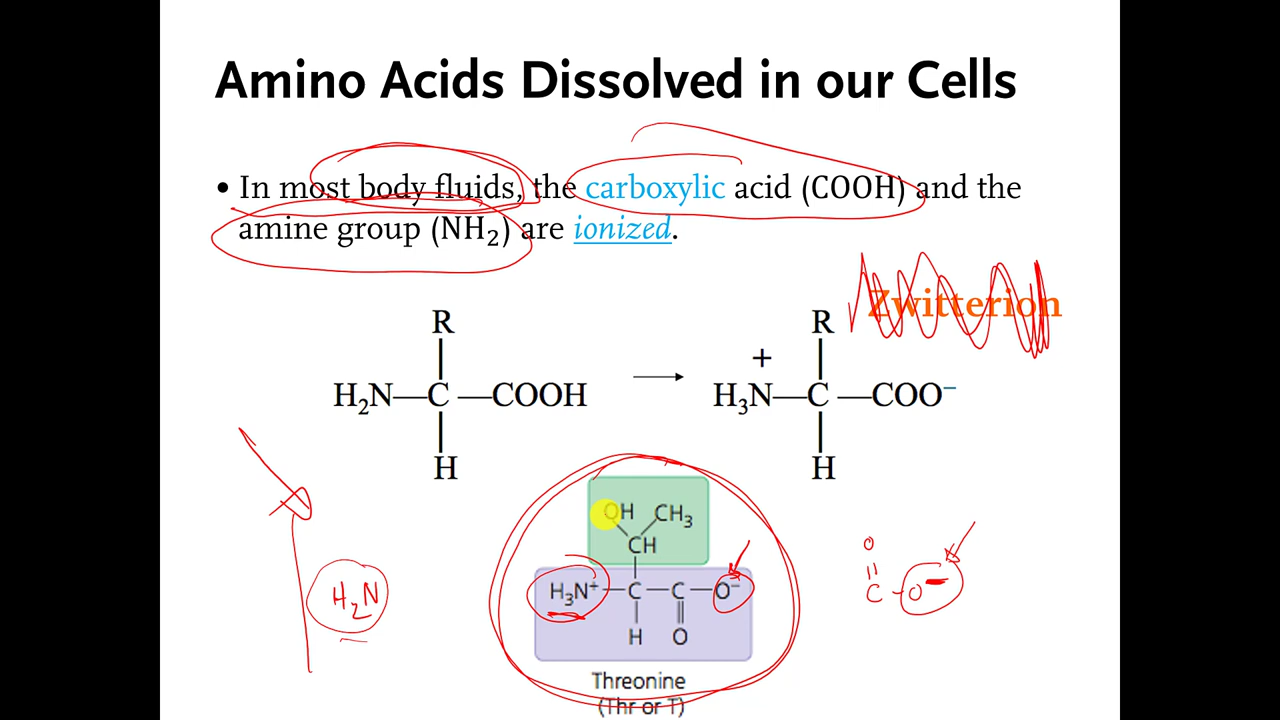 Amino Acids Dissolved in our Cells
• In most body fluids, the carboxylic acid (COOH) and the
amine group (NH₂) are ionized.
Zwitterion
R
R
+
H₂N—C—COOH
H₃N—C—COO⁻
H
H
OH CH₃
CH
H₃N⁺—C—C—O⁻
H O
O
C-O⁻
H₂N
Threonine
(Thr or T)